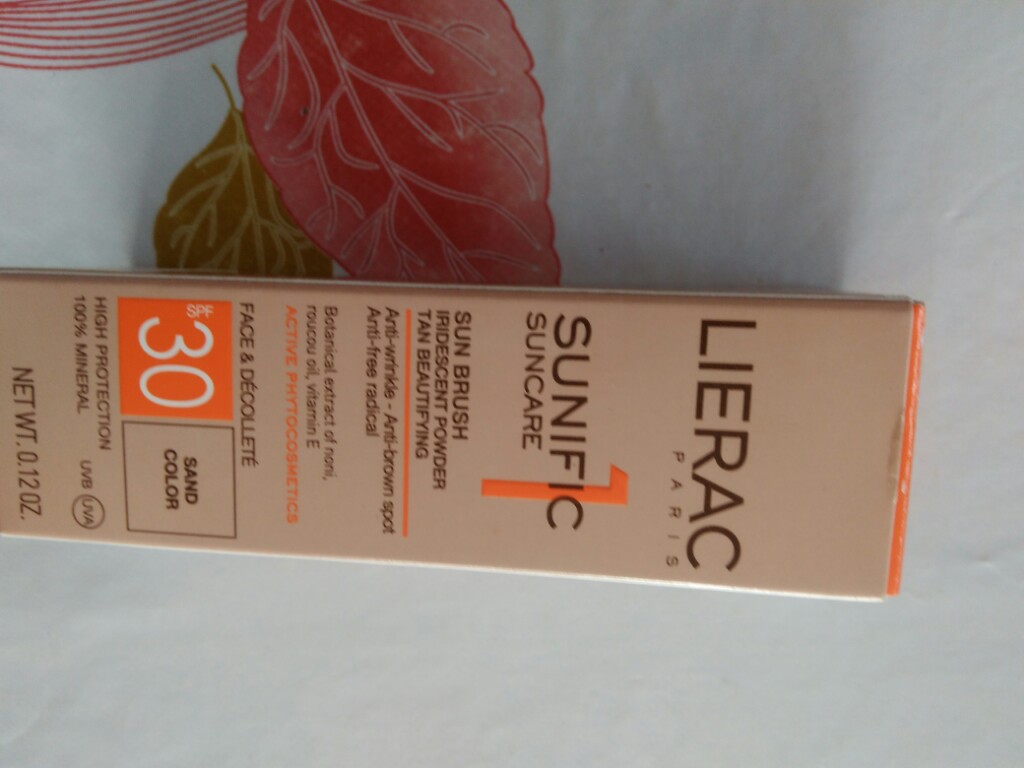 LIERAC
PARIS
SUNIFIC 1
SUNCARE
SUN BRUSH
IRIDESCENT POWDER
TAN BEAUTIFYING
Anti-wrinkle - Anti-brown spot
Anti-free radical
Botanical extract of noni,
roucou oil, vitamin E
ACTIVE PHYTOCOSMETICS
FACE & DÉCOLLETÉ
SPF 30
SAND
COLOR
HIGH PROTECTION
100% MINERAL
UVB UVA
NET WT. 0.12 OZ.